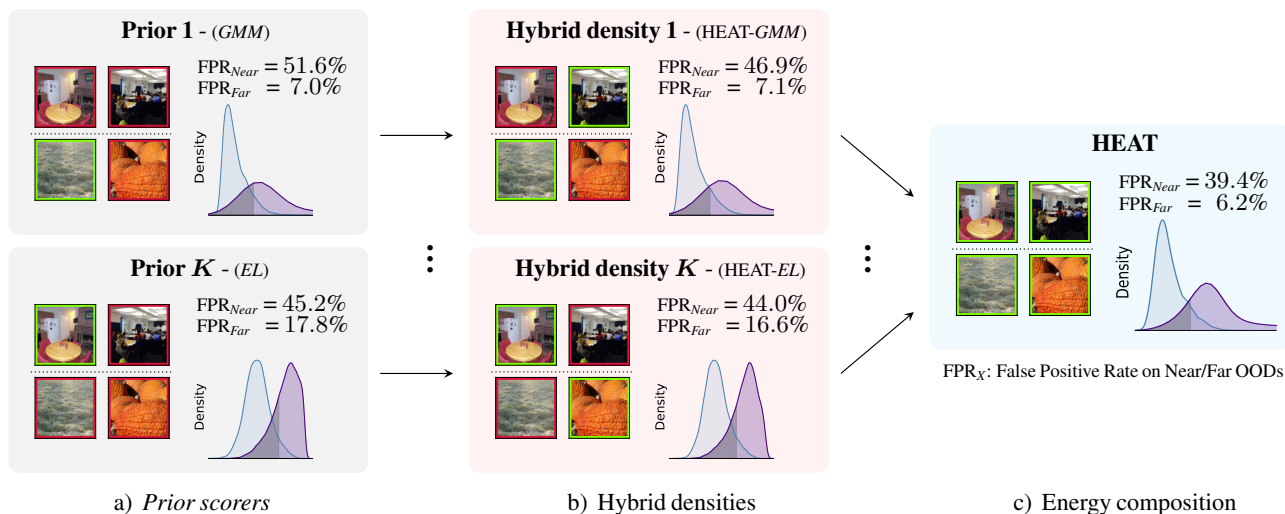 Prior 1 - (GMM)
FPR_Near = 51.6%
FPR_Far = 7.0%
Density
Hybrid density 1 - (HEAT-GMM)
FPR_Near = 46.9%
FPR_Far = 7.1%
Density
Prior K - (EL)
FPR_Near = 45.2%
FPR_Far = 17.8%
Density
Hybrid density K - (HEAT-EL)
FPR_Near = 44.0%
FPR_Far = 16.6%
Density
HEAT
FPR_Near = 39.4%
FPR_Far = 6.2%
Density
FPR_X: False Positive Rate on Near/Far OODs
a) Prior scorers
b) Hybrid densities
c) Energy composition